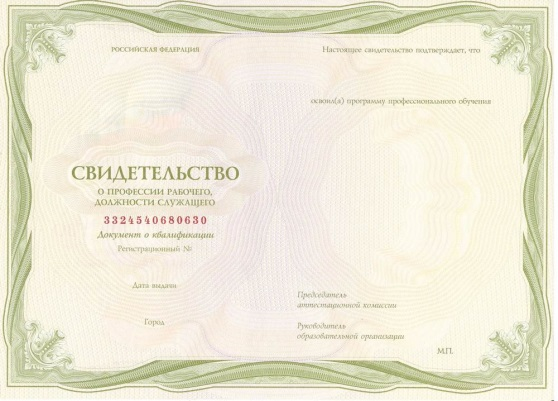 РОССИЙСКАЯ ФЕДЕРАЦИЯ
СВИДЕТЕЛЬСТВО
О ПРОФЕССИИ РАБОЧЕГО,
ДОЛЖНОСТИ СЛУЖАЩЕГО
3324540680630
Документ о квалификации
Регистрационный №
Дата выдачи
Город
Настоящее свидетельство подтверждает, что
освоил(а) программу профессионального обучения
Председатель
аттестационной комиссии
Руководитель
образовательной организации
М.П.